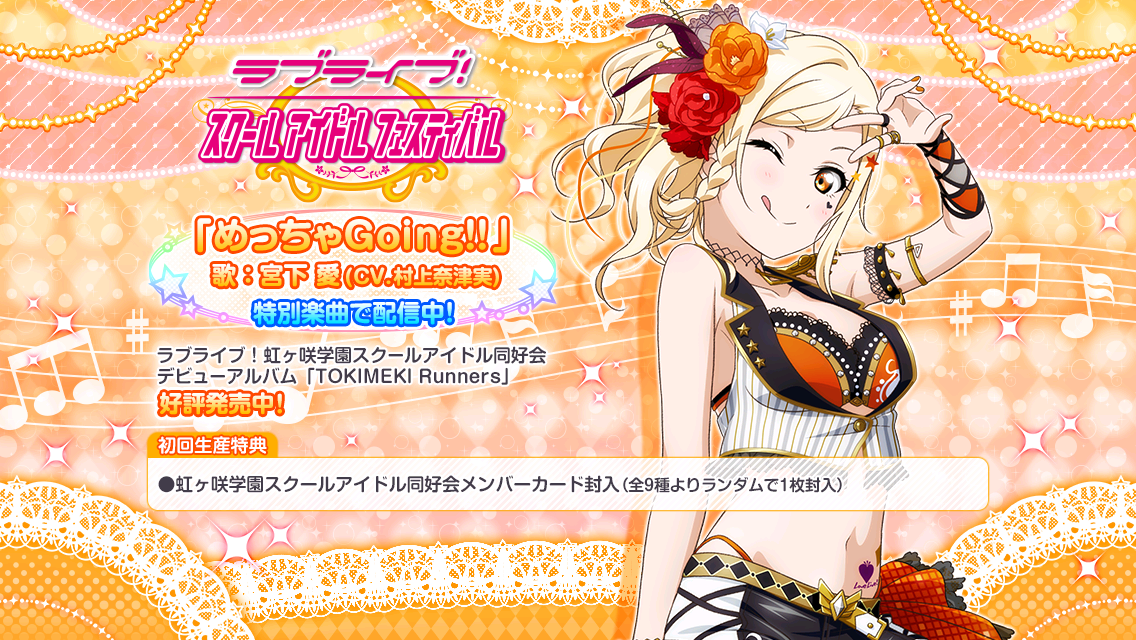 ラブライブ!
スクールアイドルフェスティバル
「めっちゃGoing!!」
歌:宮下 愛(CV.村上奈津実)
特別楽曲で配信中!
ラブライブ!虹ヶ咲学園スクールアイドル同好会
デビューアルバム「TOKIMEKI Runners」
好評発売中!
初回生産特典
●虹ヶ咲学園スクールアイドル同好会メンバーカード封入(全9種よりランダムで1枚封入)